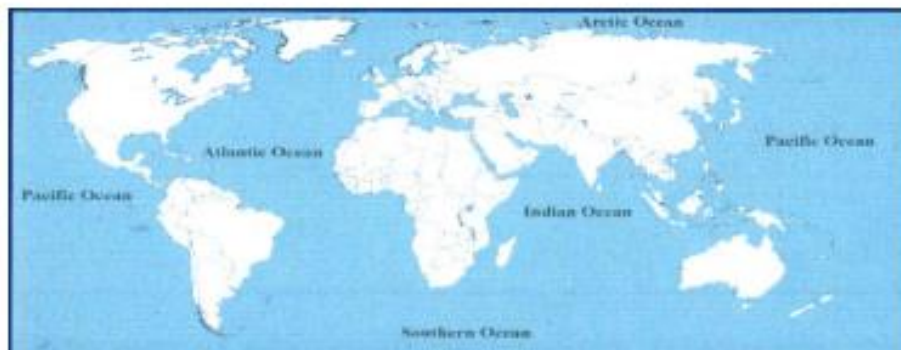 Arctic Ocean
Atlantic Ocean
Pacific Ocean
Pacific Ocean
Indian Ocean
Southern Ocean